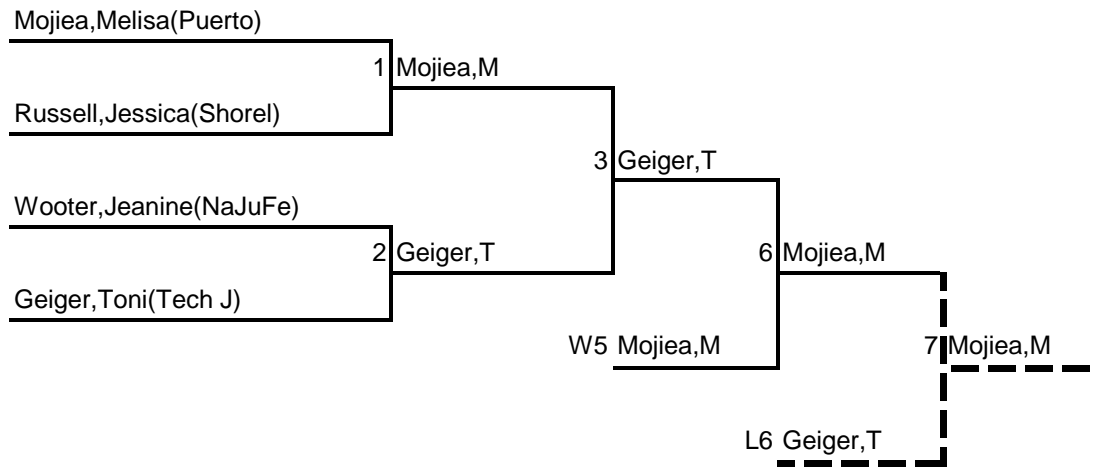 Mojiea,Melisa(Puerto)
1 Mojiea,M
Russell,Jessica(Shorel)
3 Geiger,T
Wooter,Jeanine(NaJuFe)
2 Geiger,T
6 Mojiea,M
Geiger,Toni(Tech J)
W5 Mojiea,M
7 Mojiea,M
L6 Geiger,T